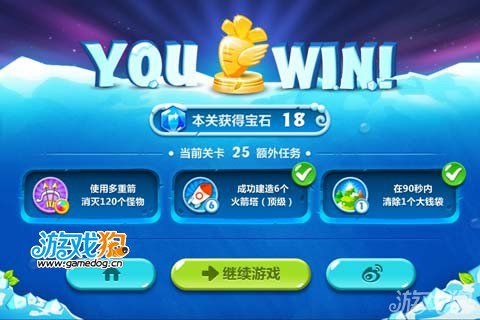 YOU WIN!
本关获得宝石 18
当前关卡 25 额外任务
使用多重箭
消灭120个怪物
成功建造6个
火箭塔（顶级）
6
在90秒内
清除1个大钱袋
1
游戏狗
www.gamedog.cn
继续游戏
游戏狗